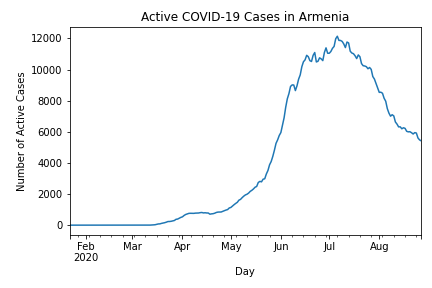 Active COVID-19 Cases in Armenia
Number of Active Cases
12000
10000
8000
6000
4000
2000
0
Feb Mar Apr May Jun Jul Aug
2020
Day